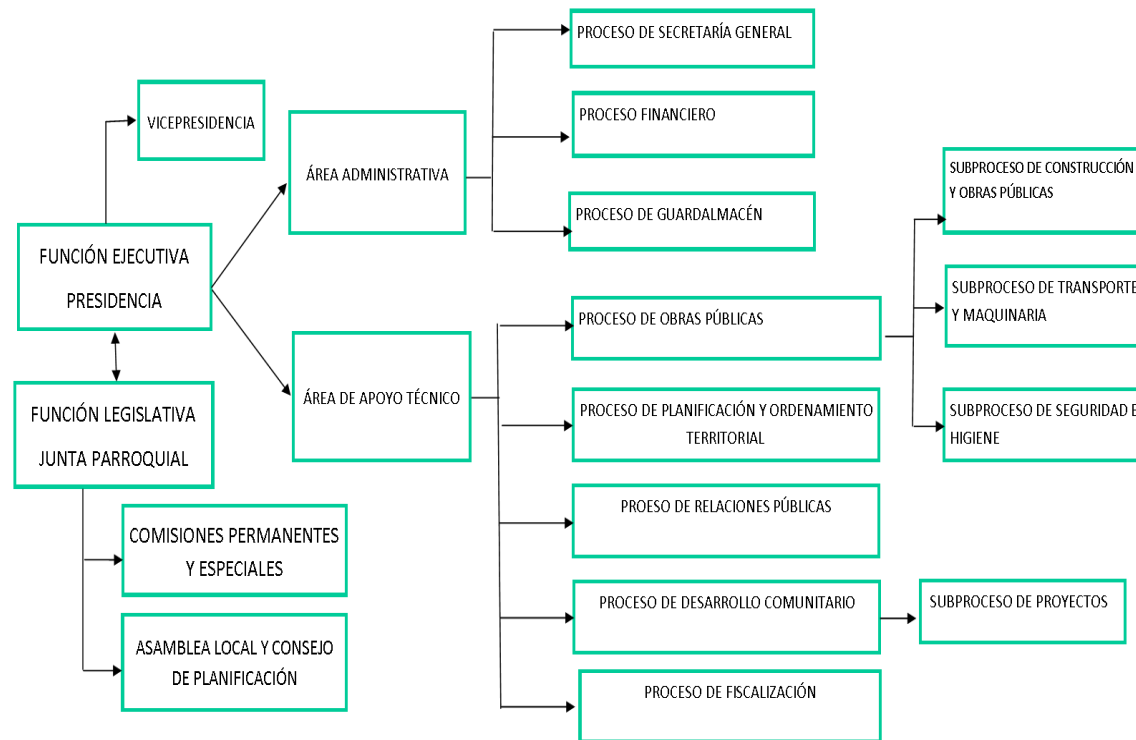 VICEPRESIDENCIA
FUNCIÓN EJECUTIVA
PRESIDENCIA
FUNCIÓN LEGISLATIVA
JUNTA PARROQUIAL
COMISIONES PERMANENTES
Y ESPECIALES
ASAMBLEA LOCAL Y CONSEJO
DE PLANIFICACIÓN
ÁREA ADMINISTRATIVA
ÁREA DE APOYO TÉCNICO
PROCESO DE SECRETARÍA GENERAL
PROCESO FINANCIERO
PROCESO DE GUARDALMACÉN
PROCESO DE OBRAS PÚBLICAS
PROCESO DE PLANIFICACIÓN Y ORDENAMIENTO
TERRITORIAL
PROESO DE RELACIONES PÚBLICAS
PROCESO DE DESARROLLO COMUNITARIO
PROCESO DE FISCALIZACIÓN
SUBPROCESO DE CONSTRUCCIÓN
Y OBRAS PÚBLICAS
SUBPROCESO DE TRANSPORTE
Y MAQUINARIA
SUBPROCESO DE SEGURIDAD E
HIGIENE
SUBPROCESO DE PROYECTOS